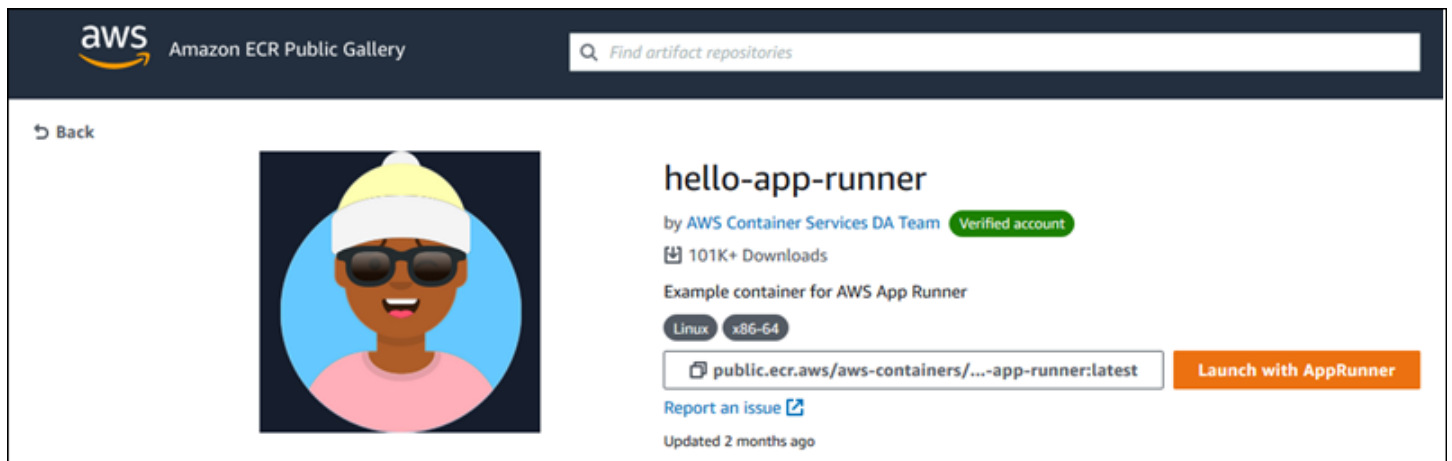 aws
Amazon ECR Public Gallery
Find artifact repositories
Back
hello-app-runner
by AWS Container Services DA Team Verified account
101K+ Downloads
Example container for AWS App Runner
Linux x86-64
public.ecr.aws/aws-containers/...-app-runner:latest
Launch with AppRunner
Report an issue
Updated 2 months ago